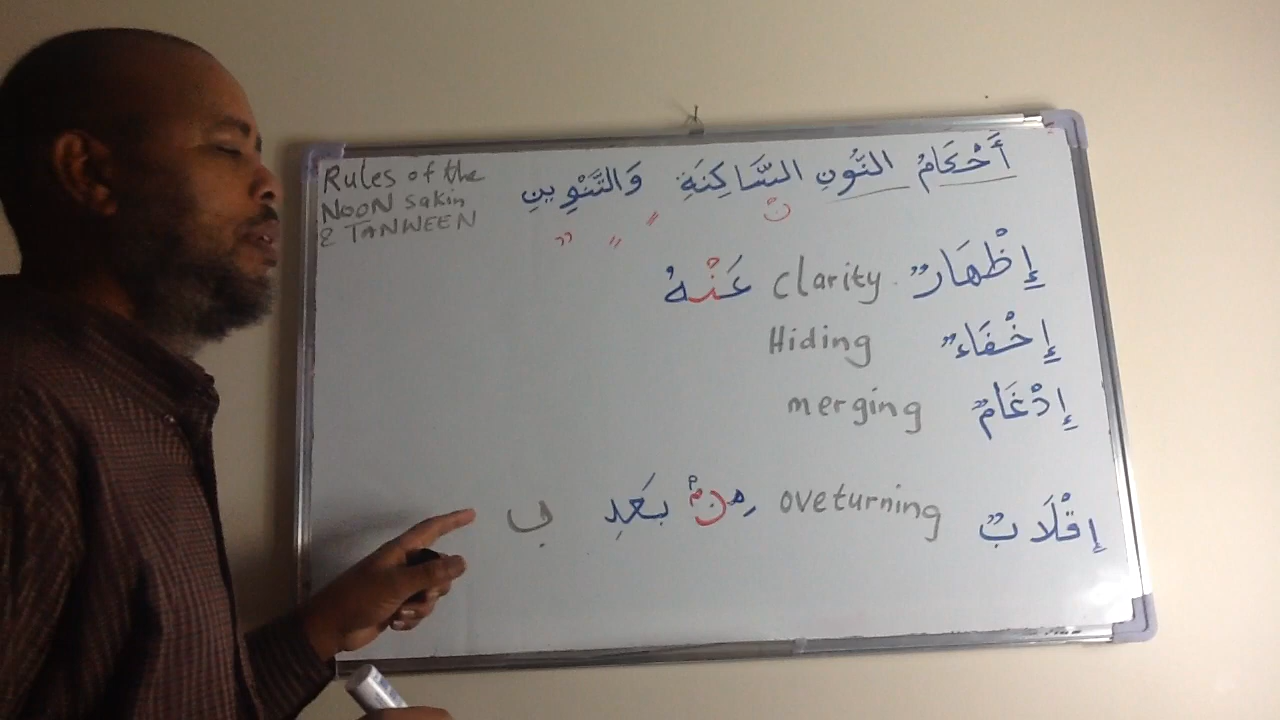 أَحْكَامُ النُّونِ السَّاكِنَةِ وَالتَّنْوِينِ
Rules of the
NOON sakin
& TANWEEN
نْ ً ٍ ٌ
إِظْهَارٌ clarity. عَنْهُ
إِخْفَاءٌ Hiding
إِدْغَامٌ merging
إِقْلَابٌ oveturning مِنۢ بَعَدِ ب